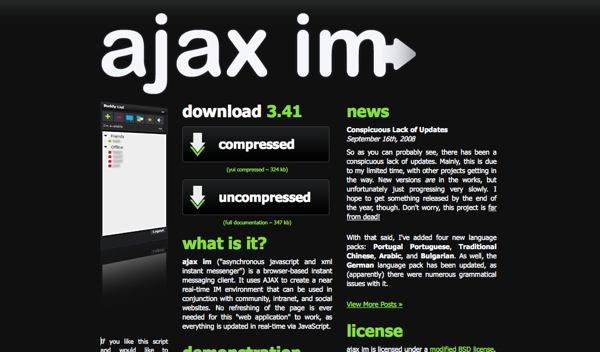 ajax im
Buddy List
I'm available
Friends
Offline
Logout
If you like this script
and would like to
download 3.41
compressed
(yui compressed – 324 kb)
uncompressed
(full documentation – 347 kb)
what is it?
ajax im ("asynchronous javascript and xml
instant messenger") is a browser-based instant
messaging client. It uses AJAX to create a near
real-time IM environment that can be used in
conjunction with community, intranet, and social
websites. No refreshing of the page is ever
needed for this "web application" to work, as
everything is updated in real-time via JavaScript.
demonstration
news
Conspicuous Lack of Updates
September 16th, 2008
So as you can probably see, there has been a
conspicuous lack of updates. Mainly, this is due
to my limited time, with other projects getting in
the way. New versions are in the works, but
unfortunately just progressing very slowly. I
hope to get something released by the end of
the year, though. Don't worry, this project is far
from dead!
With that said, I've added four new language
packs: Portugal Portuguese, Traditional
Chinese, Arabic, and Bulgarian. As well, the
German language pack has been updated, as
(apparently) there were numerous grammatical
issues with it.
View More Posts »
license
ajax im is licensed under a modified BSD license,